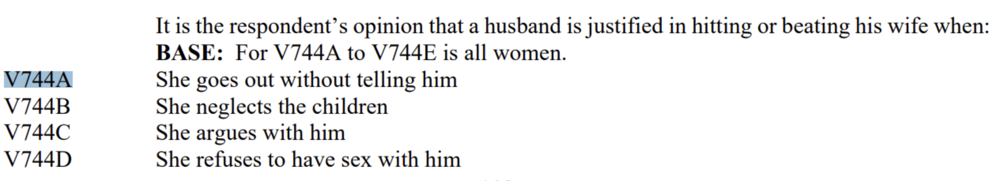 It is the respondent’s opinion that a husband is justified in hitting or beating his wife when:
BASE: For V744A to V744E is all women.
V744A She goes out without telling him
V744B She neglects the children
V744C She argues with him
V744D She refuses to have sex with him